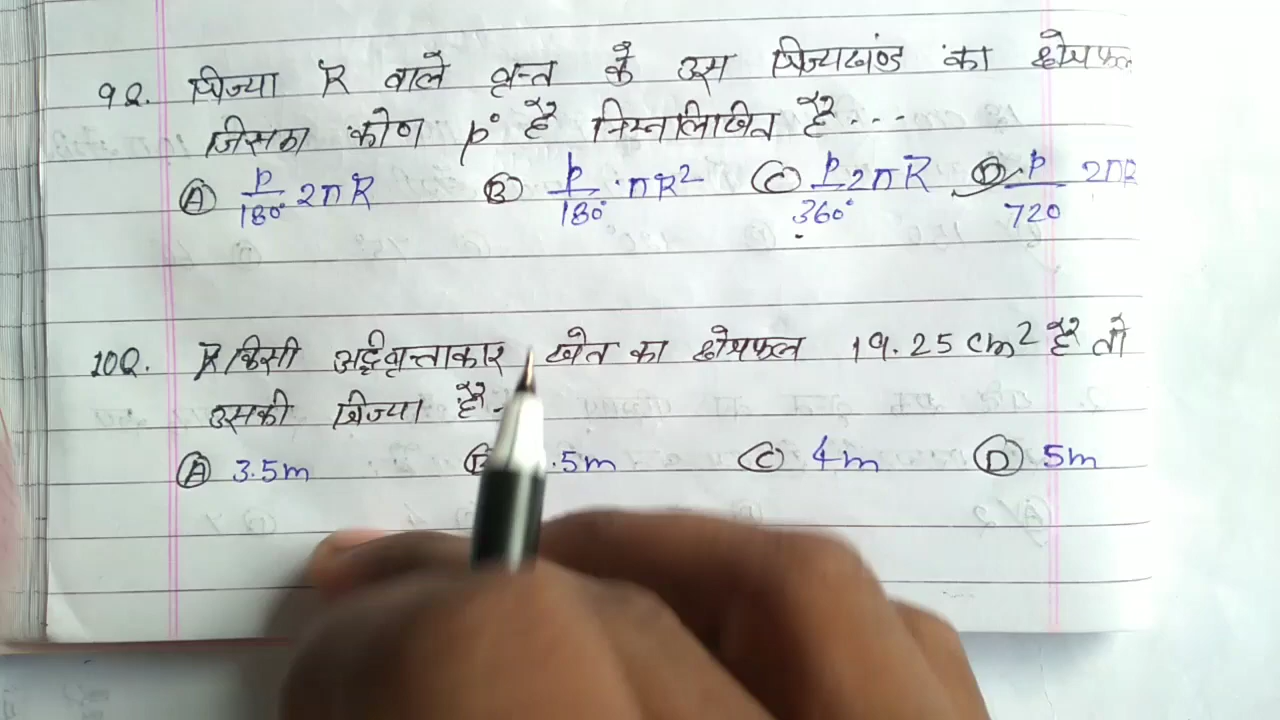 9Q. त्रिज्या R वाले वृत्त के उस त्रिज्यखंड का क्षेत्रफल
जिसका कोण p° है निम्नलिखित है...
Ⓐ p/180° 2πR Ⓑ p/180° .πR² Ⓒ p/360° 2πR Ⓓ p/720 2πR
10Q. किसी अर्द्धवृत्ताकार खेत का क्षेत्रफल 19.25 cm² है तो
उसकी त्रिज्या है.
Ⓐ 3.5m .5m Ⓒ 4m Ⓓ 5m